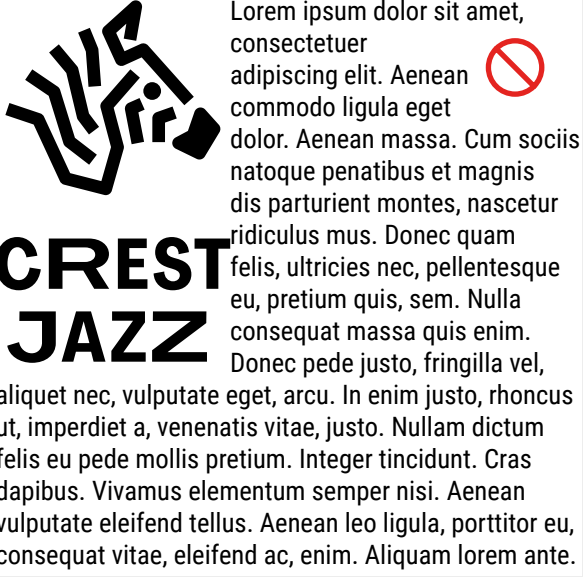 CREST
JAZZ
Lorem ipsum dolor sit amet,
consectetuer
adipiscing elit. Aenean
commodo ligula eget
dolor. Aenean massa. Cum sociis
natoque penatibus et magnis
dis parturient montes, nascetur
ridiculus mus. Donec quam
felis, ultricies nec, pellentesque
eu, pretium quis, sem. Nulla
consequat massa quis enim.
Donec pede justo, fringilla vel,
aliquet nec, vulputate eget, arcu. In enim justo, rhoncus
ut, imperdiet a, venenatis vitae, justo. Nullam dictum
felis eu pede mollis pretium. Integer tincidunt. Cras
dapibus. Vivamus elementum semper nisi. Aenean
vulputate eleifend tellus. Aenean leo ligula, porttitor eu,
consequat vitae, eleifend ac, enim. Aliquam lorem ante.